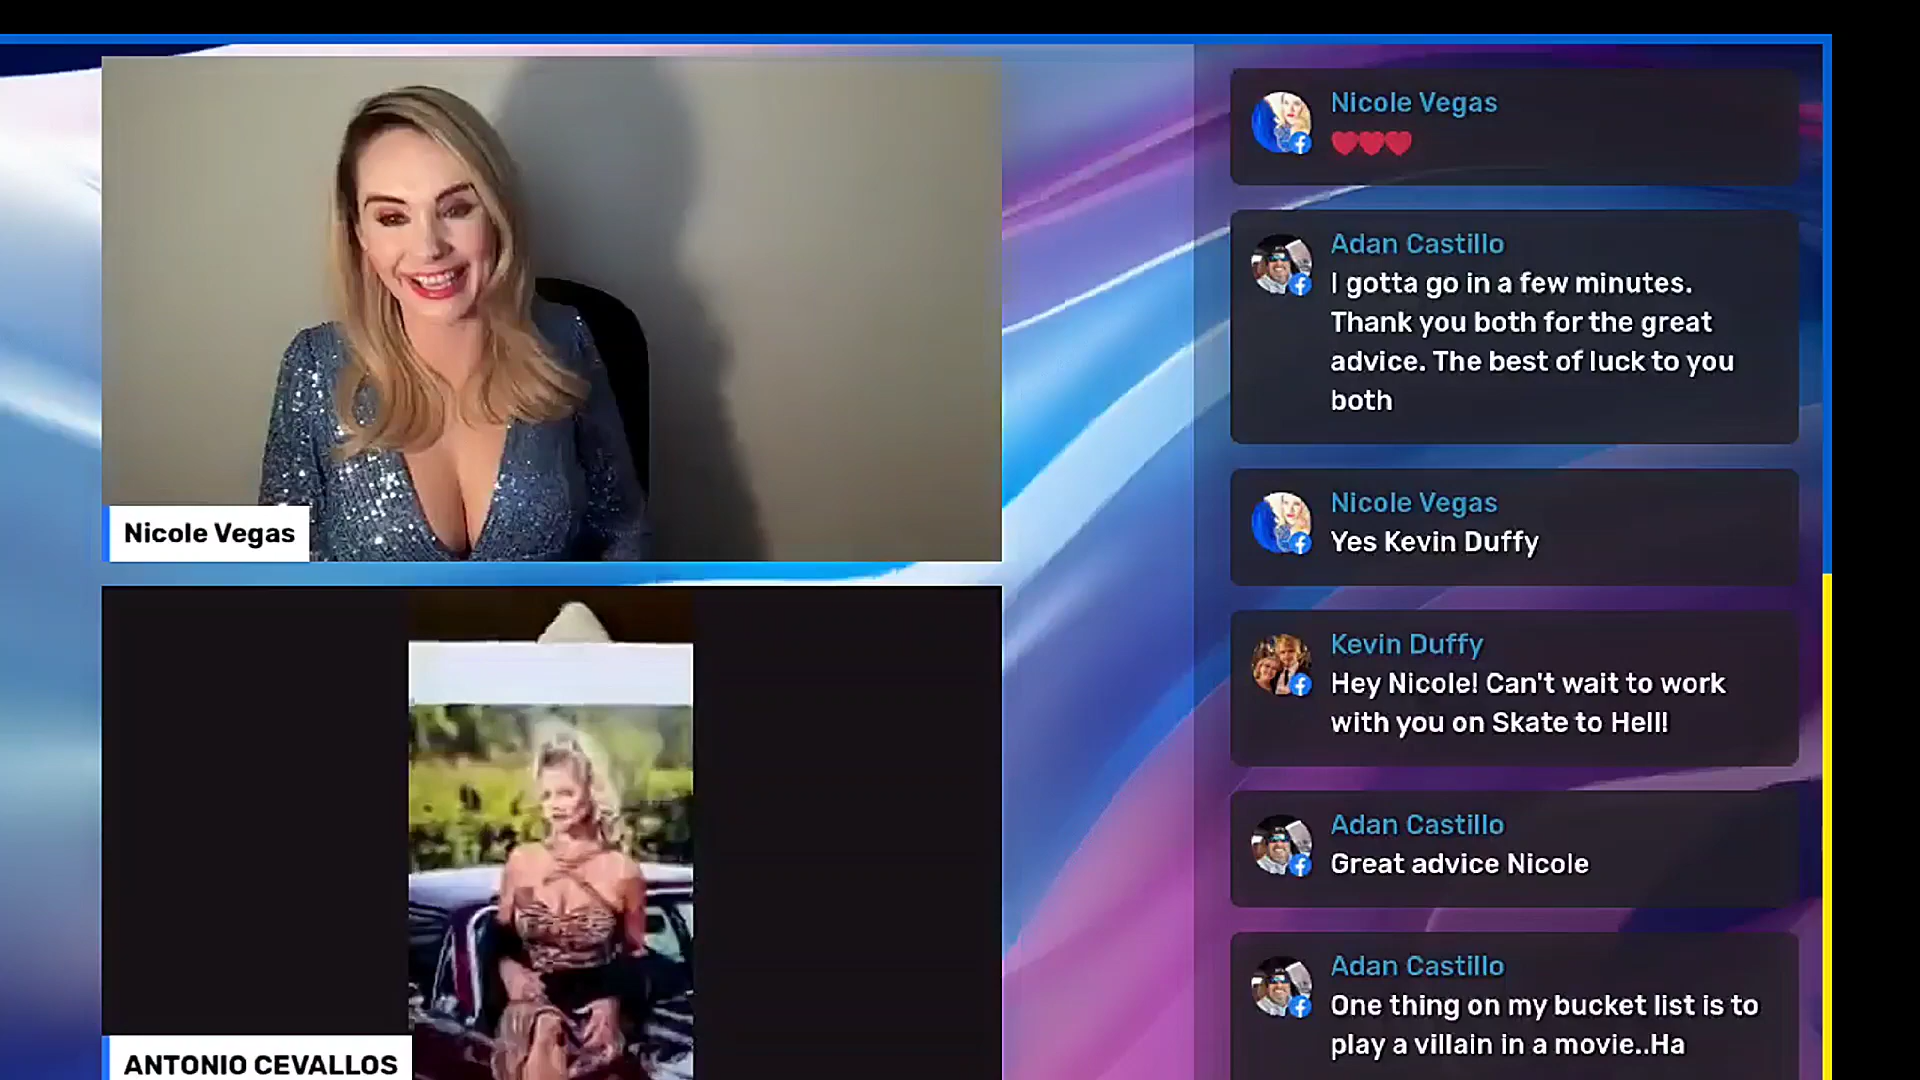 Nicole Vegas
ANTONIO CEVALLOS
Nicole Vegas
❤❤❤
Adan Castillo
I gotta go in a few minutes.
Thank you both for the great
advice. The best of luck to you
both
Nicole Vegas
Yes Kevin Duffy
Kevin Duffy
Hey Nicole! Can't wait to work
with you on Skate to Hell!
Adan Castillo
Great advice Nicole
Adan Castillo
One thing on my bucket list is to
play a villain in a movie..Ha